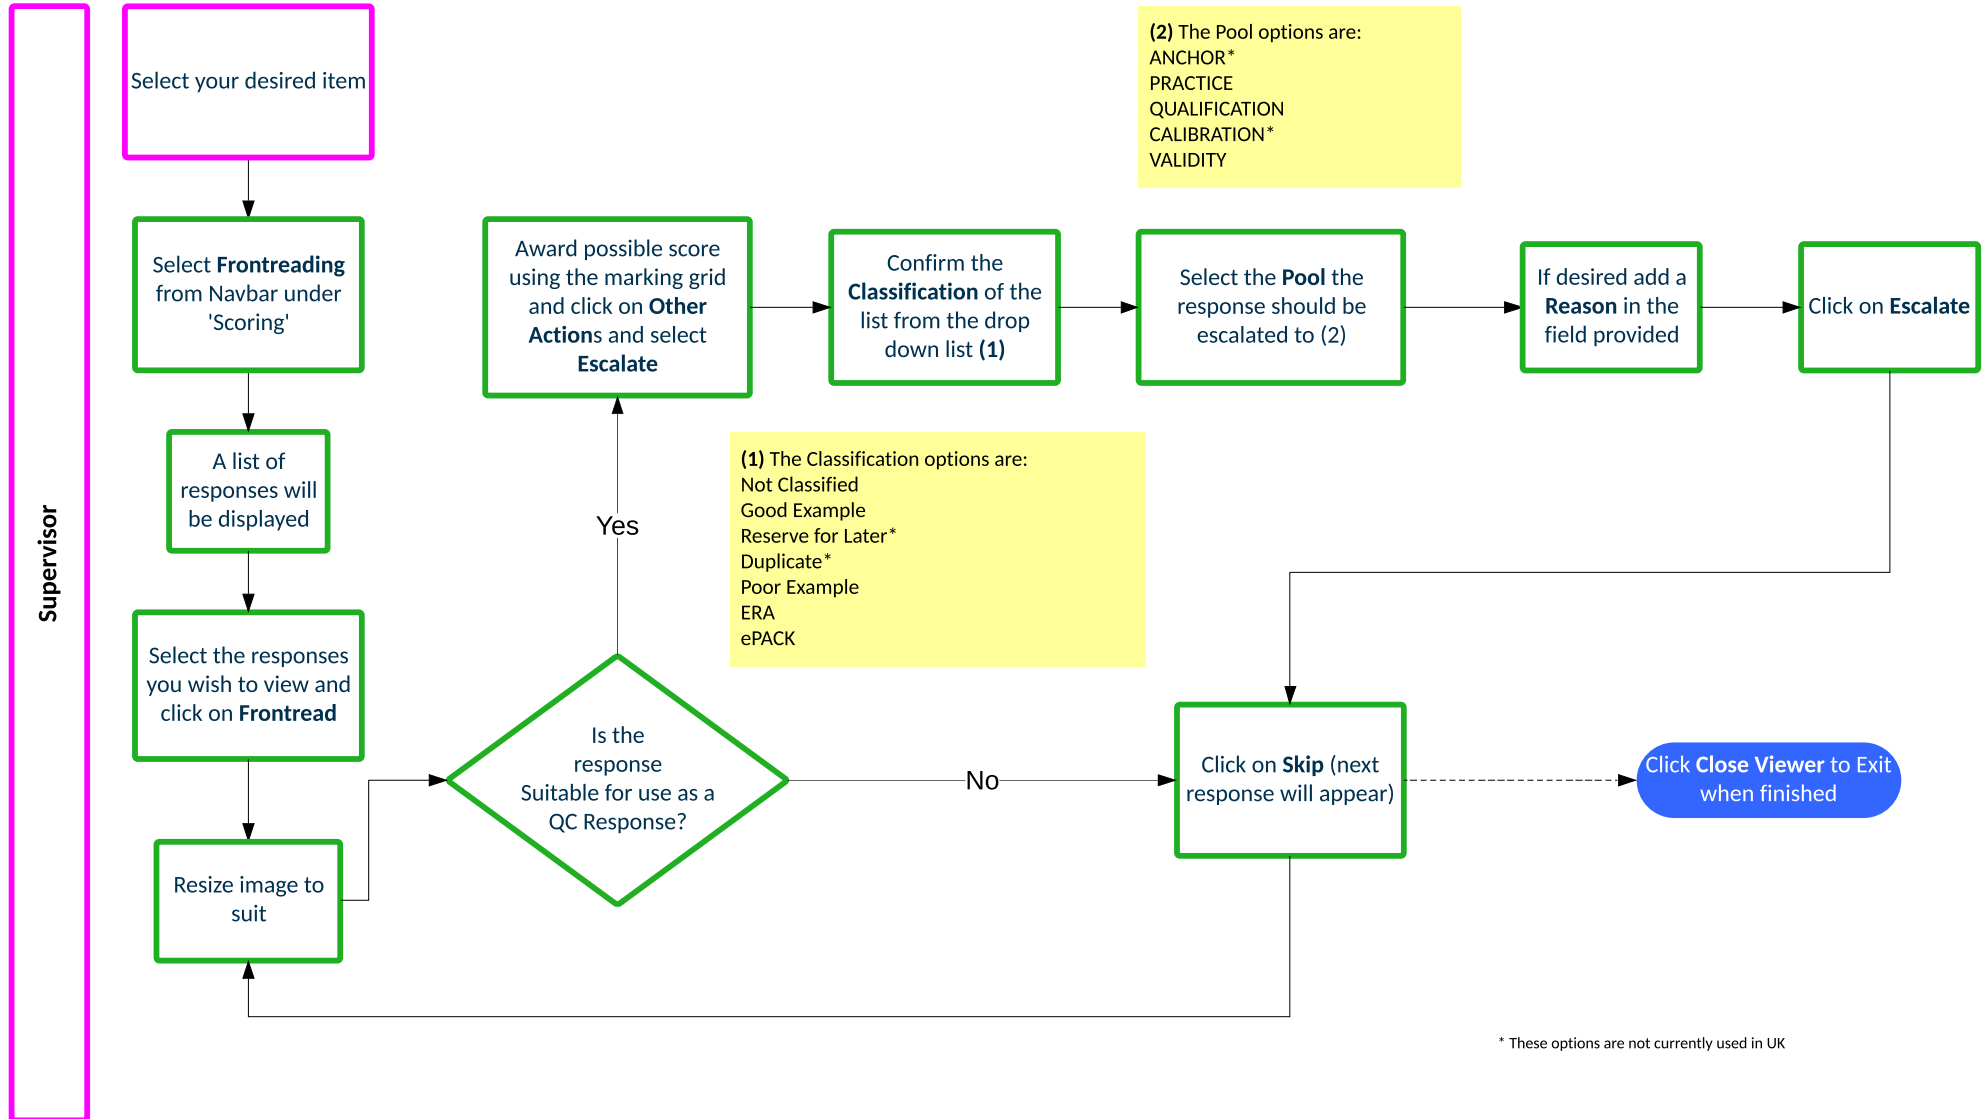 Supervisor
Select your desired item
Select Frontreading
from Navbar under
'Scoring'
A list of
responses will
be displayed
Select the responses
you wish to view and
click on Frontread
Resize image to
suit
Is the
response
Suitable for use as a
QC Response?
Yes
No
Award possible score
using the marking grid
and click on Other
Actions and select
Escalate
Confirm the
Classification of the
list from the drop
down list (1)
Select the Pool the
response should be
escalated to (2)
If desired add a
Reason in the
field provided
Click on Escalate
(2) The Pool options are:
ANCHOR*
PRACTICE
QUALIFICATION
CALIBRATION*
VALIDITY
(1) The Classification options are:
Not Classified
Good Example
Reserve for Later*
Duplicate*
Poor Example
ERA
ePACK
Click on Skip (next
response will appear)
Click Close Viewer to Exit
when finished
* These options are not currently used in UK